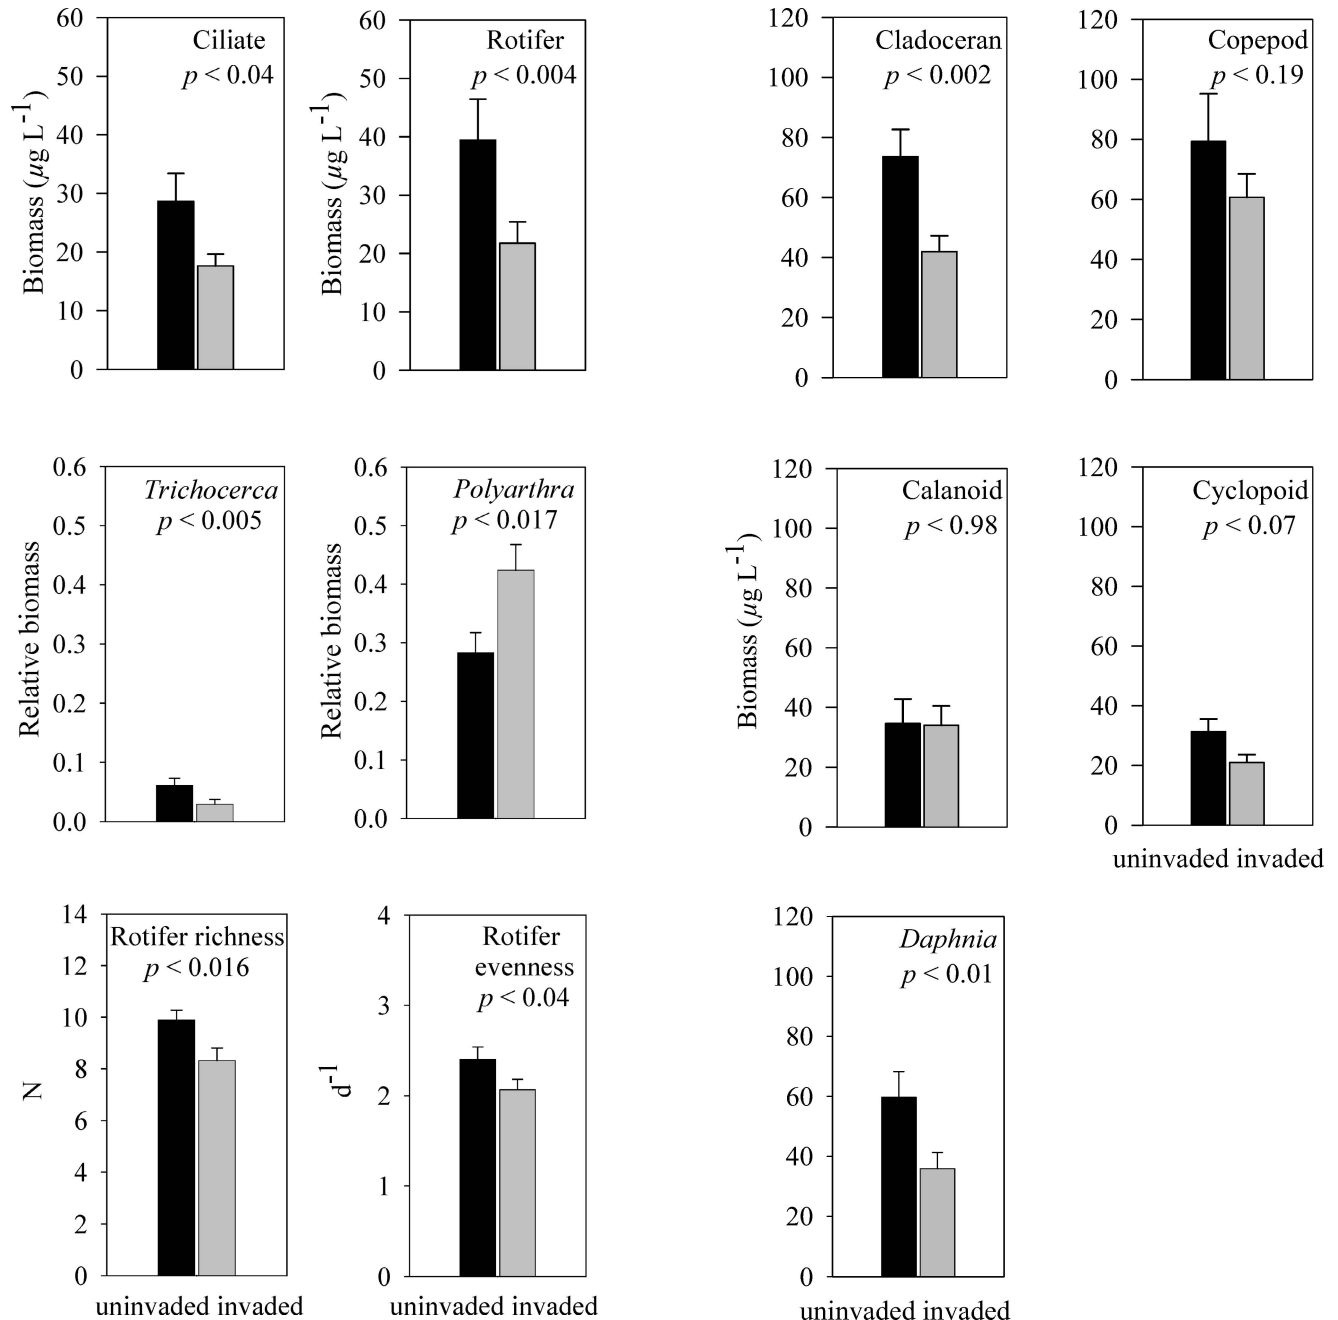 60
50
40
30
20
10
0
Biomass (µg L-1)
Ciliate
p < 0.04
60
50
40
30
20
10
0
Biomass (µg L-1)
Rotifer
p < 0.004
120
100
80
60
40
20
0
Cladoceran
p < 0.002
120
100
80
60
40
20
0
Copepod
p < 0.19
0.6
0.5
0.4
0.3
0.2
0.1
0.0
Relative biomass
Trichocerca
p < 0.005
0.6
0.5
0.4
0.3
0.2
0.1
0.0
Relative biomass
Polyarthra
p < 0.017
120
100
80
60
40
20
0
Biomass (µg L-1)
Calanoid
p < 0.98
120
100
80
60
40
20
0
Cyclopoid
p < 0.07
uninvaded invaded
14
12
10
8
6
4
2
0
N
Rotifer richness
p < 0.016
uninvaded invaded
4
3
2
1
0
d-1
Rotifer
evenness
p < 0.04
uninvaded invaded
120
100
80
60
40
20
0
Daphnia
p < 0.01
uninvaded invaded